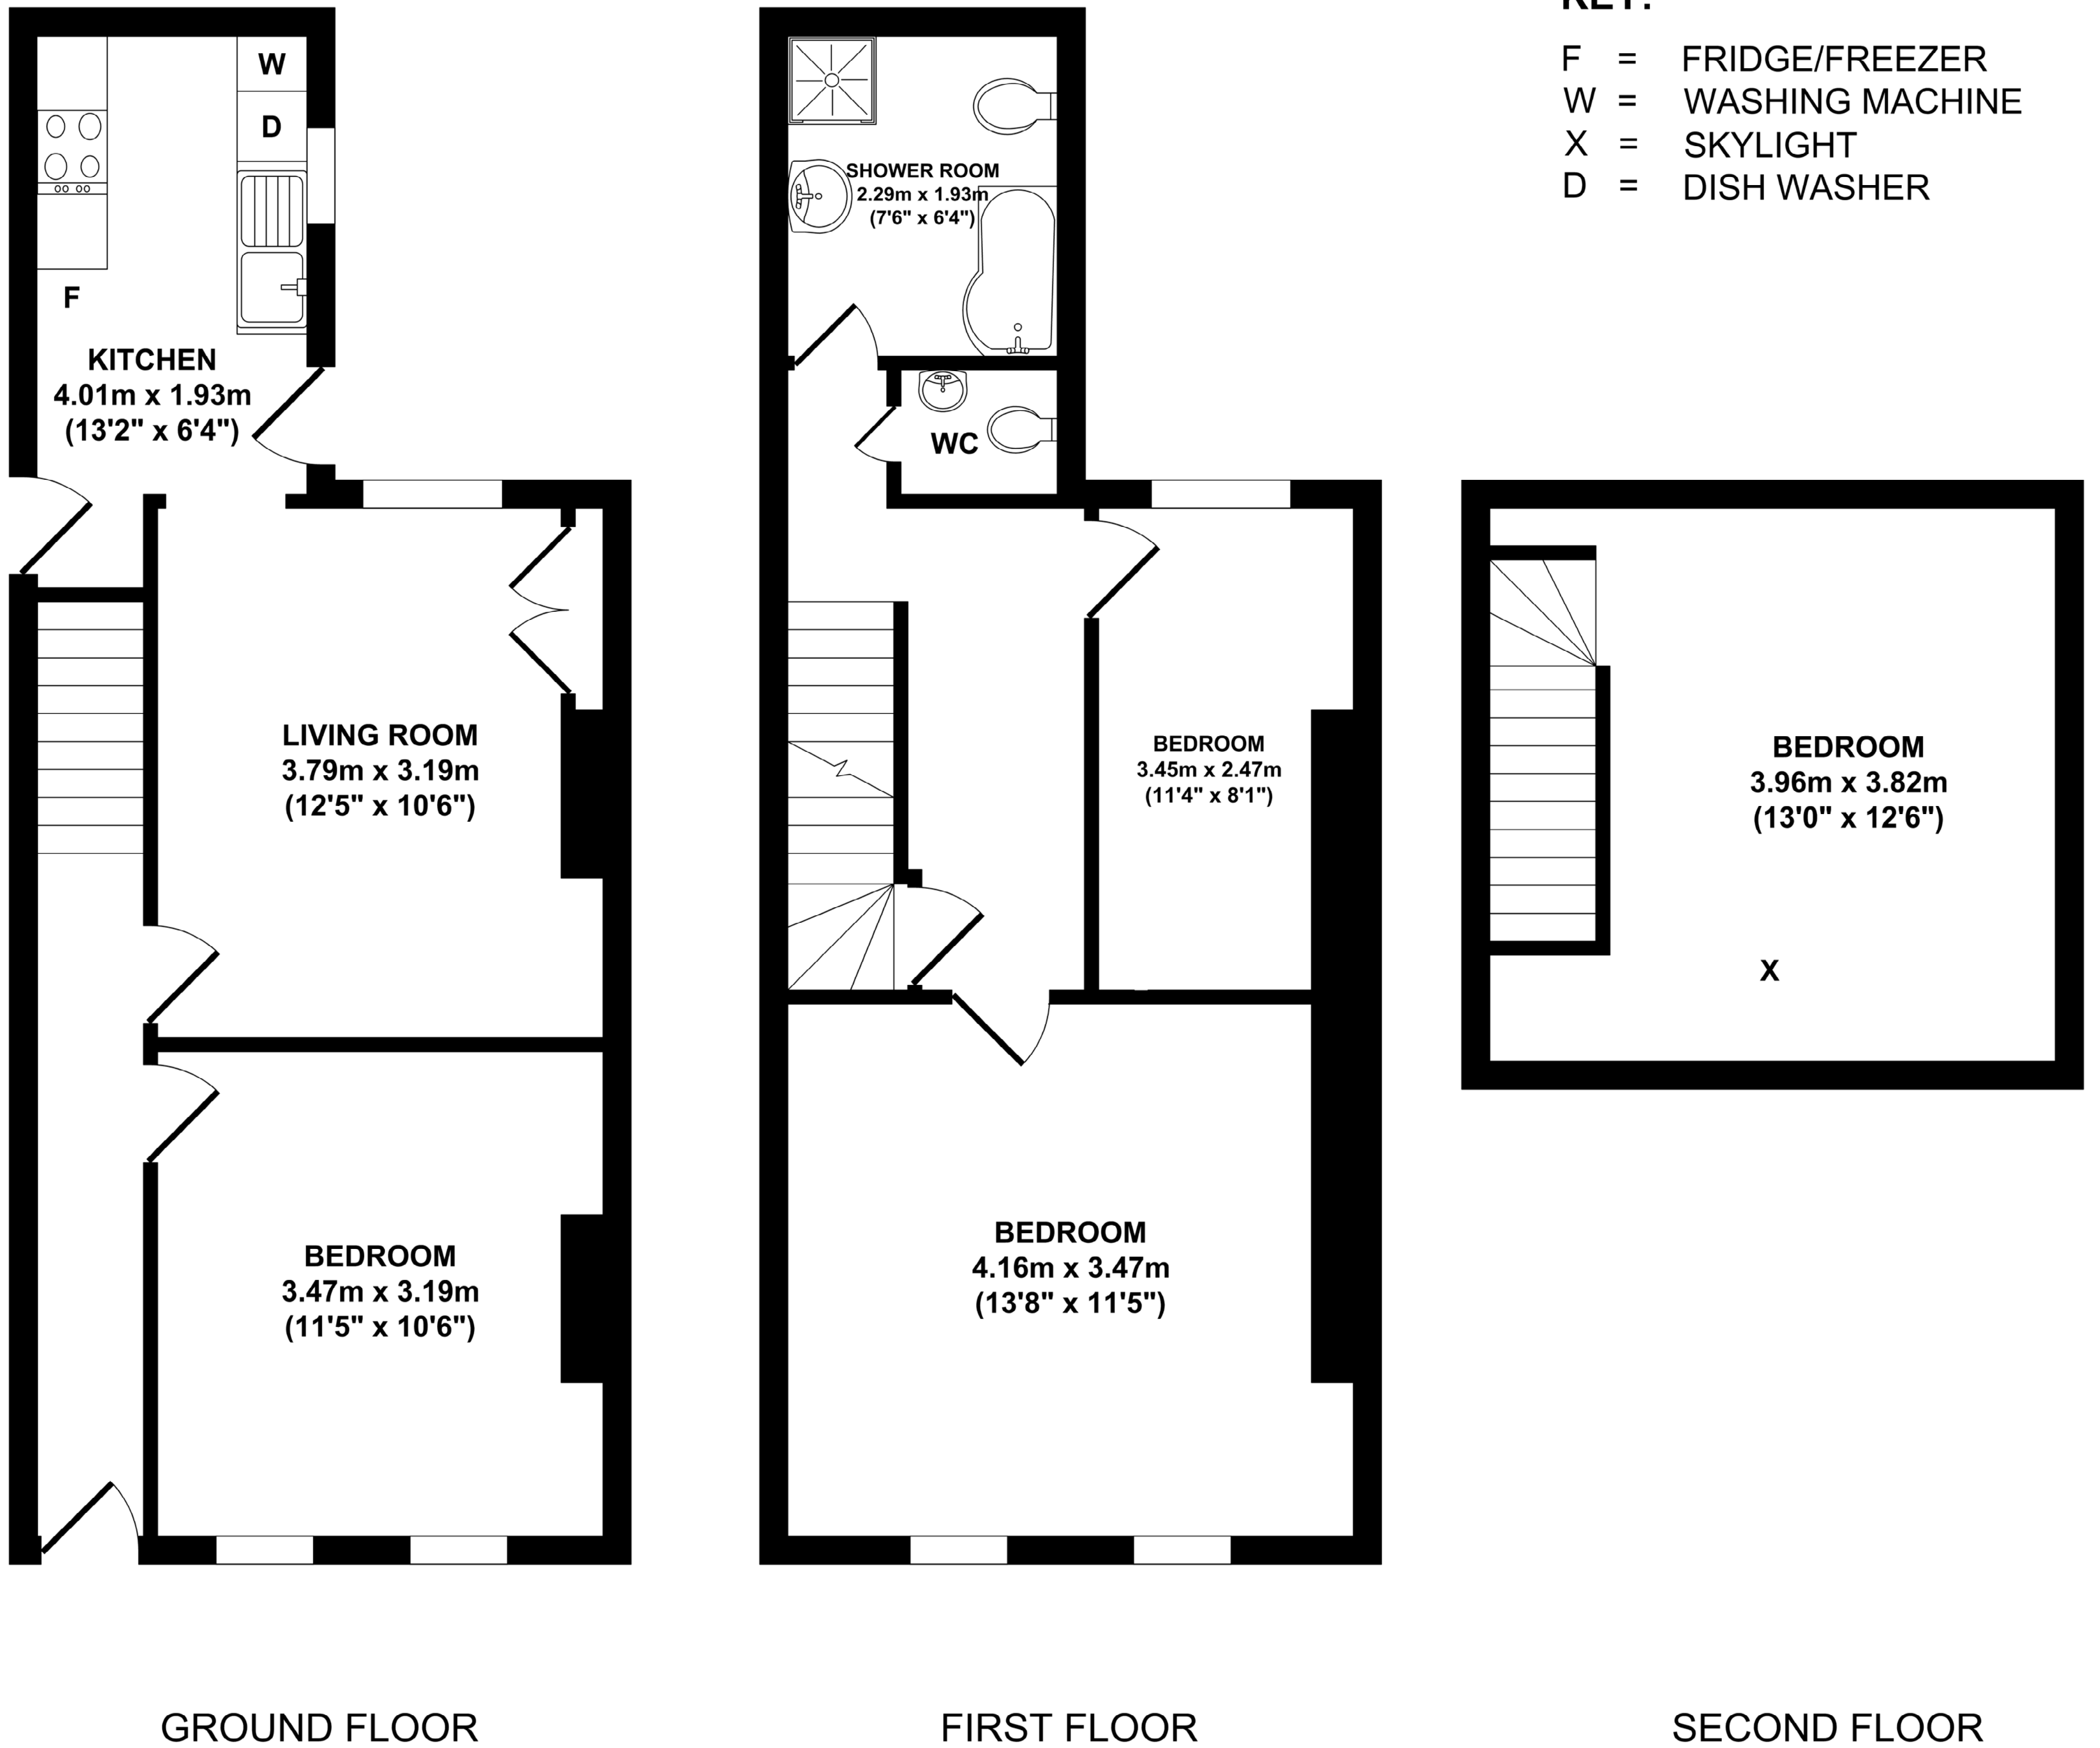 KEY:
F = FRIDGE/FREEZER
W = WASHING MACHINE
X = SKYLIGHT
D = DISH WASHER
W
D
F
KITCHEN
4.01m x 1.93m
(13'2" x 6'4")
LIVING ROOM
3.79m x 3.19m
(12'5" x 10'6")
BEDROOM
3.47m x 3.19m
(11'5" x 10'6")
GROUND FLOOR
SHOWER ROOM
2.29m x 1.93m
(7'6" x 6'4")
WC
BEDROOM
3.45m x 2.47m
(11'4" x 8'1")
BEDROOM
4.16m x 3.47m
(13'8" x 11'5")
FIRST FLOOR
BEDROOM
3.96m x 3.82m
(13'0" x 12'6")
X
SECOND FLOOR